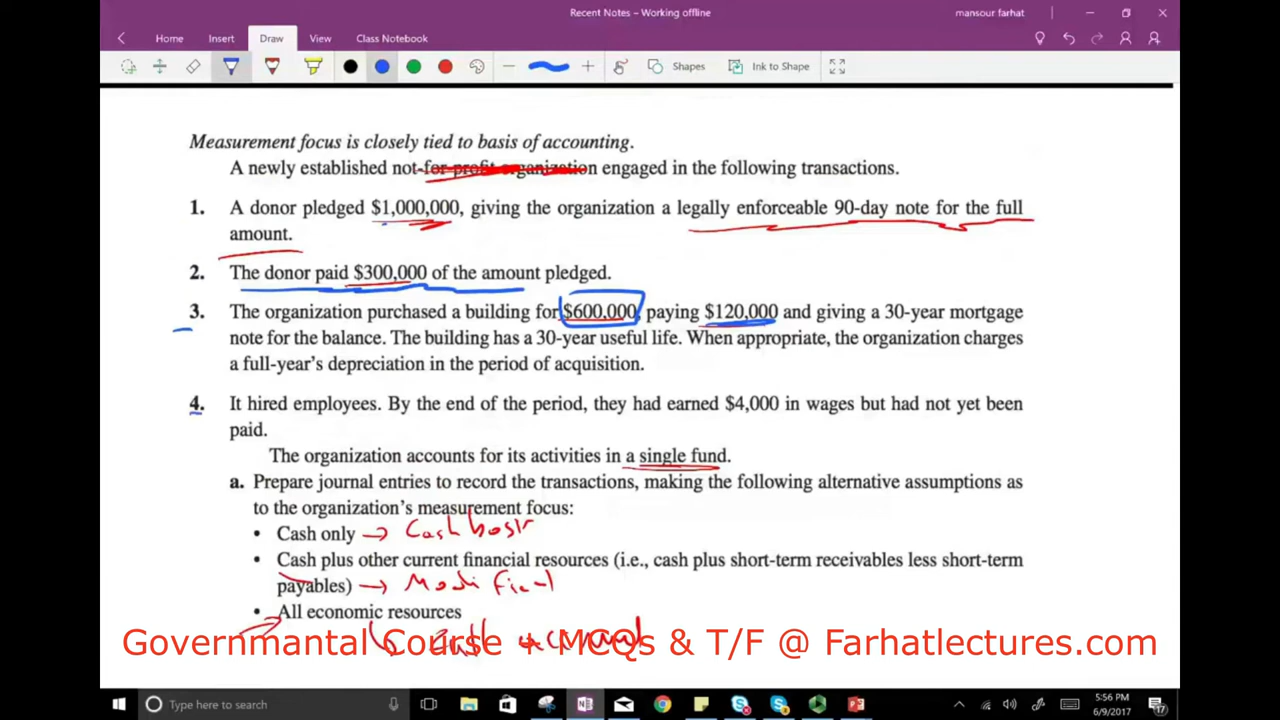 Recent Notes – Working offline
mansour farhat
Home Insert Draw View Class Notebook
Shapes Ink to Shape
Measurement focus is closely tied to basis of accounting.
A newly established not-for-profit organization engaged in the following transactions.
1. A donor pledged $1,000,000, giving the organization a legally enforceable 90-day note for the full
amount.
2. The donor paid $300,000 of the amount pledged.
3. The organization purchased a building for $600,000, paying $120,000 and giving a 30-year mortgage
note for the balance. The building has a 30-year useful life. When appropriate, the organization charges
a full-year's depreciation in the period of acquisition.
4. It hired employees. By the end of the period, they had earned $4,000 in wages but had not yet been
paid.
The organization accounts for its activities in a single fund.
a. Prepare journal entries to record the transactions, making the following alternative assumptions as
to the organization's measurement focus:
• Cash only → Cash
• Cash plus other current financial resources (i.e., cash plus short-term receivables less short-term
payables) →
• All economic resources
Governmantal Course + MCQs & T/F @ Farhatlectures.com
Type here to search
5:56 PM
6/9/2017
17